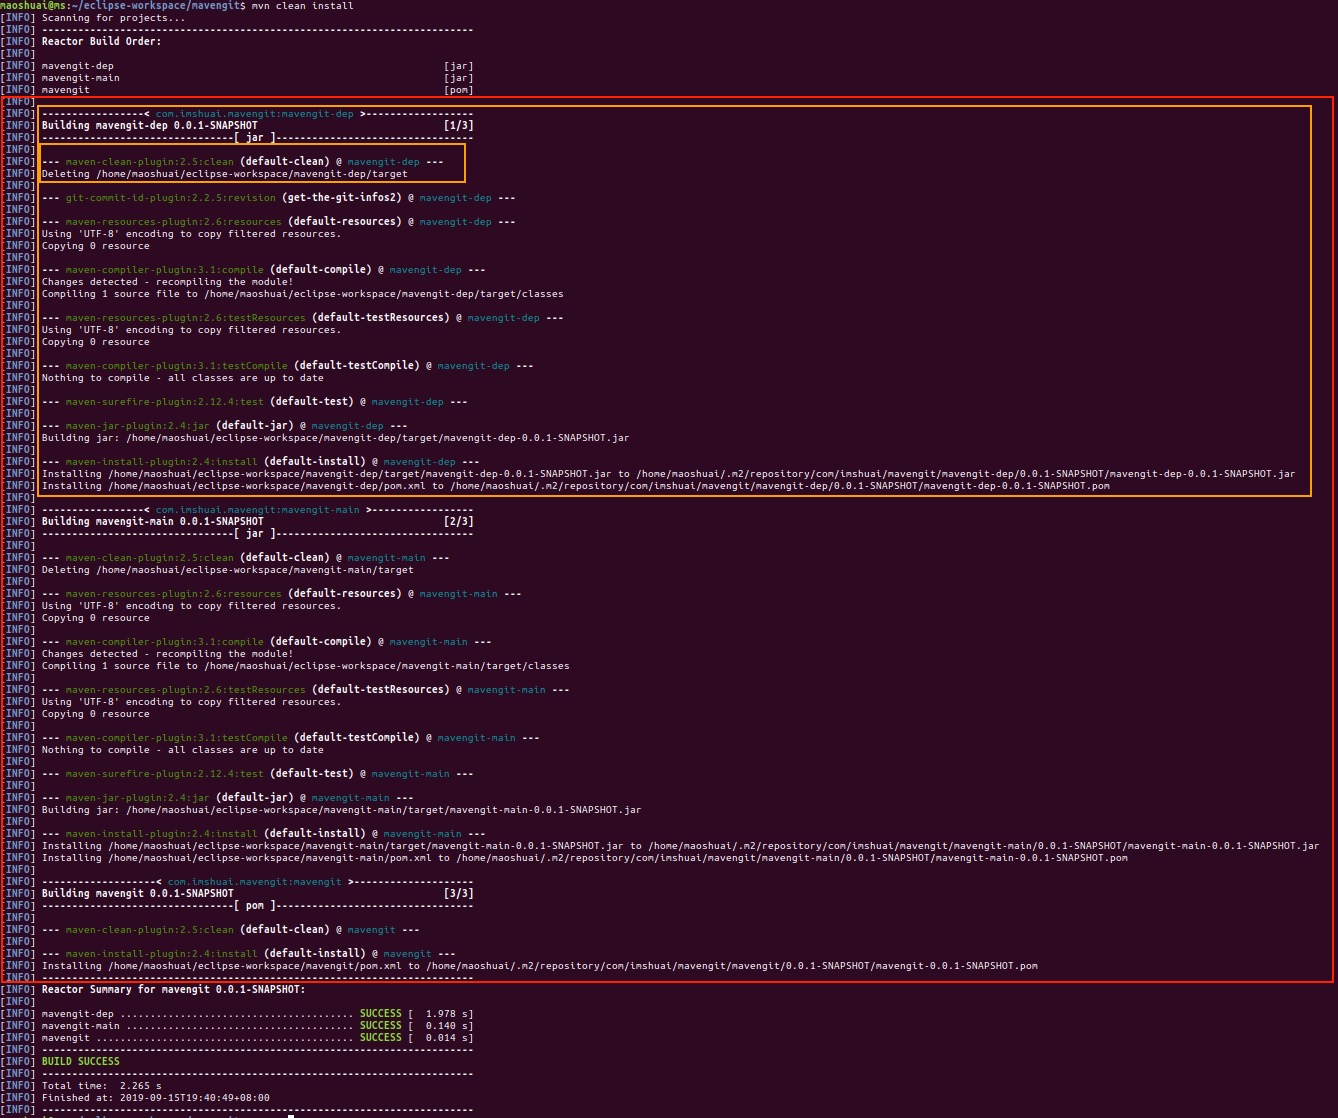 maoshuai@ms:~/eclipse-workspace/mavengit$ mvn clean install
[INFO] Scanning for projects...
[INFO] ------------------------------------------------------------------------
[INFO] Reactor Build Order:
[INFO]
[INFO] mavengit-dep [jar]
[INFO] mavengit-main [jar]
[INFO] mavengit [pom]
[INFO]
[INFO] -----------------< com.imshuai.mavengit:mavengit-dep >------------------
[INFO] Building mavengit-dep 0.0.1-SNAPSHOT [1/3]
[INFO] --------------------------------[ jar ]---------------------------------
[INFO]
[INFO] --- maven-clean-plugin:2.5:clean (default-clean) @ mavengit-dep ---
[INFO] Deleting /home/maoshuai/eclipse-workspace/mavengit-dep/target
[INFO]
[INFO] --- git-commit-id-plugin:2.2.5:revision (get-the-git-infos2) @ mavengit-dep ---
[INFO]
[INFO] --- maven-resources-plugin:2.6:resources (default-resources) @ mavengit-dep ---
[INFO] Using 'UTF-8' encoding to copy filtered resources.
[INFO] Copying 0 resource
[INFO]
[INFO] --- maven-compiler-plugin:3.1:compile (default-compile) @ mavengit-dep ---
[INFO] Changes detected - recompiling the module!
[INFO] Compiling 1 source file to /home/maoshuai/eclipse-workspace/mavengit-dep/target/classes
[INFO]
[INFO] --- maven-resources-plugin:2.6:testResources (default-testResources) @ mavengit-dep ---
[INFO] Using 'UTF-8' encoding to copy filtered resources.
[INFO] Copying 0 resource
[INFO]
[INFO] --- maven-compiler-plugin:3.1:testCompile (default-testCompile) @ mavengit-dep ---
[INFO] Nothing to compile - all classes are up to date
[INFO]
[INFO] --- maven-surefire-plugin:2.12.4:test (default-test) @ mavengit-dep ---
[INFO]
[INFO] --- maven-jar-plugin:2.4:jar (default-jar) @ mavengit-dep ---
[INFO] Building jar: /home/maoshuai/eclipse-workspace/mavengit-dep/target/mavengit-dep-0.0.1-SNAPSHOT.jar
[INFO]
[INFO] --- maven-install-plugin:2.4:install (default-install) @ mavengit-dep ---
[INFO] Installing /home/maoshuai/eclipse-workspace/mavengit-dep/target/mavengit-dep-0.0.1-SNAPSHOT.jar to /home/maoshuai/.m2/repository/com/imshuai/mavengit/mavengit-dep/0.0.1-SNAPSHOT/mavengit-dep-0.0.1-SNAPSHOT.jar
[INFO] Installing /home/maoshuai/eclipse-workspace/mavengit-dep/pom.xml to /home/maoshuai/.m2/repository/com/imshuai/mavengit/mavengit-dep/0.0.1-SNAPSHOT/mavengit-dep-0.0.1-SNAPSHOT.pom
[INFO]
[INFO] -----------------< com.imshuai.mavengit:mavengit-main >-----------------
[INFO] Building mavengit-main 0.0.1-SNAPSHOT [2/3]
[INFO] --------------------------------[ jar ]---------------------------------
[INFO]
[INFO] --- maven-clean-plugin:2.5:clean (default-clean) @ mavengit-main ---
[INFO] Deleting /home/maoshuai/eclipse-workspace/mavengit-main/target
[INFO]
[INFO] --- maven-resources-plugin:2.6:resources (default-resources) @ mavengit-main ---
[INFO] Using 'UTF-8' encoding to copy filtered resources.
[INFO] Copying 0 resource
[INFO]
[INFO] --- maven-compiler-plugin:3.1:compile (default-compile) @ mavengit-main ---
[INFO] Changes detected - recompiling the module!
[INFO] Compiling 1 source file to /home/maoshuai/eclipse-workspace/mavengit-main/target/classes
[INFO]
[INFO] --- maven-resources-plugin:2.6:testResources (default-testResources) @ mavengit-main ---
[INFO] Using 'UTF-8' encoding to copy filtered resources.
[INFO] Copying 0 resource
[INFO]
[INFO] --- maven-compiler-plugin:3.1:testCompile (default-testCompile) @ mavengit-main ---
[INFO] Nothing to compile - all classes are up to date
[INFO]
[INFO] --- maven-surefire-plugin:2.12.4:test (default-test) @ mavengit-main ---
[INFO]
[INFO] --- maven-jar-plugin:2.4:jar (default-jar) @ mavengit-main ---
[INFO] Building jar: /home/maoshuai/eclipse-workspace/mavengit-main/target/mavengit-main-0.0.1-SNAPSHOT.jar
[INFO]
[INFO] --- maven-install-plugin:2.4:install (default-install) @ mavengit-main ---
[INFO] Installing /home/maoshuai/eclipse-workspace/mavengit-main/target/mavengit-main-0.0.1-SNAPSHOT.jar to /home/maoshuai/.m2/repository/com/imshuai/mavengit/mavengit-main/0.0.1-SNAPSHOT/mavengit-main-0.0.1-SNAPSHOT.jar
[INFO] Installing /home/maoshuai/eclipse-workspace/mavengit-main/pom.xml to /home/maoshuai/.m2/repository/com/imshuai/mavengit/mavengit-main/0.0.1-SNAPSHOT/mavengit-main-0.0.1-SNAPSHOT.pom
[INFO]
[INFO] -------------------< com.imshuai.mavengit:mavengit >--------------------
[INFO] Building mavengit 0.0.1-SNAPSHOT [3/3]
[INFO] --------------------------------[ pom ]---------------------------------
[INFO]
[INFO] --- maven-clean-plugin:2.5:clean (default-clean) @ mavengit ---
[INFO]
[INFO] --- maven-install-plugin:2.4:install (default-install) @ mavengit ---
[INFO] Installing /home/maoshuai/eclipse-workspace/mavengit/pom.xml to /home/maoshuai/.m2/repository/com/imshuai/mavengit/mavengit/0.0.1-SNAPSHOT/mavengit-0.0.1-SNAPSHOT.pom
[INFO] ------------------------------------------------------------------------
[INFO] Reactor Summary for mavengit 0.0.1-SNAPSHOT:
[INFO]
[INFO] mavengit-dep ....................................... SUCCESS [  1.978 s]
[INFO] mavengit-main ...................................... SUCCESS [  0.140 s]
[INFO] mavengit ........................................... SUCCESS [  0.014 s]
[INFO] ------------------------------------------------------------------------
[INFO] BUILD SUCCESS
[INFO] ------------------------------------------------------------------------
[INFO] Total time:  2.265 s
[INFO] Finished at: 2019-09-15T19:40:49+08:00
[INFO] ------------------------------------------------------------------------